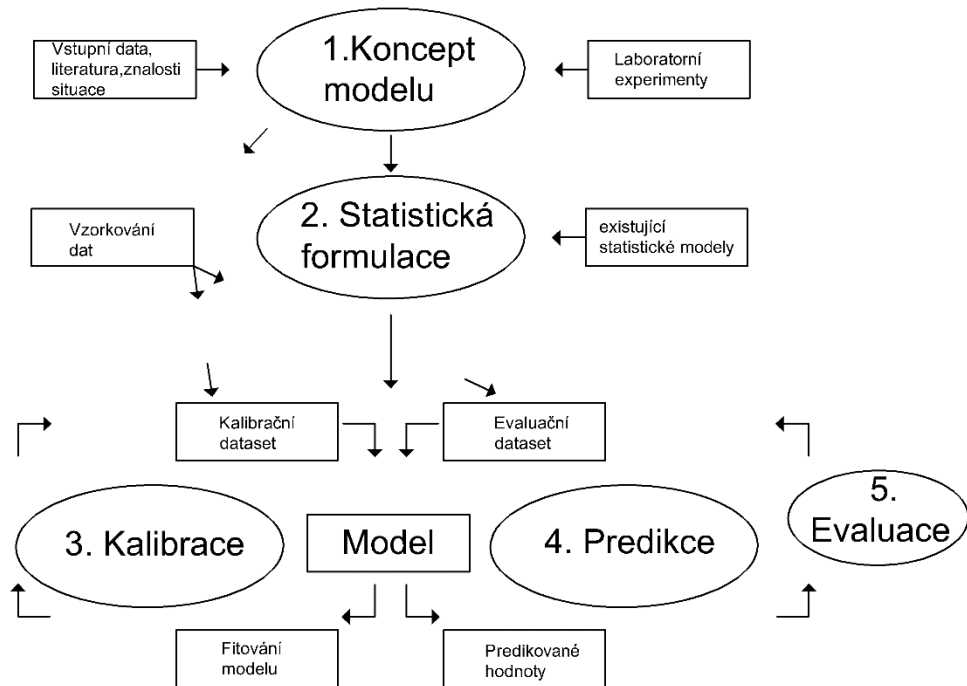 Vstupní data,
literatura,znalosti
situace
1.Koncept
modelu
Laboratorní
experimenty
Vzorkování
dat
2. Statistická
formulace
existující
statistické modely
Kalibrační
dataset
Evaluační
dataset
3. Kalibrace
Model
4. Predikce
5.
Evaluace
Fitování
modelu
Predikované
hodnoty